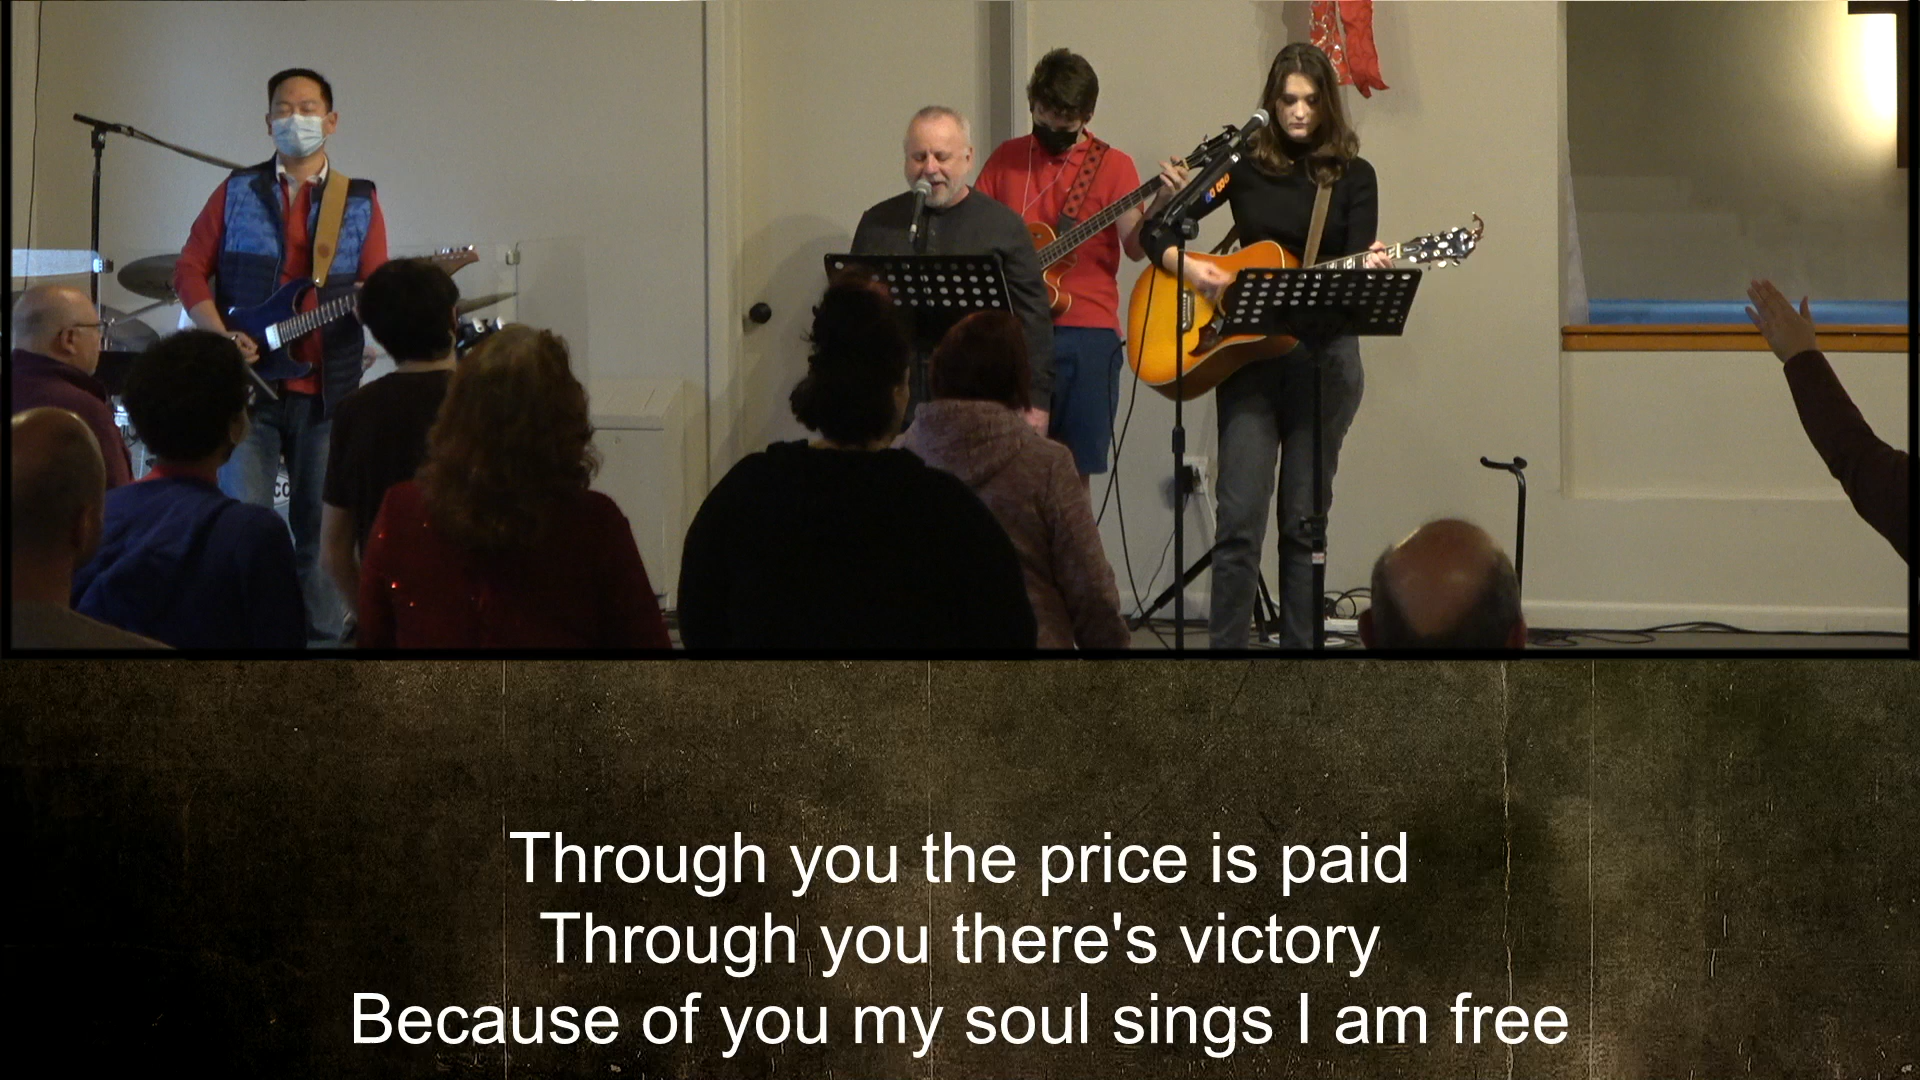 Through you the price is paid
Through you there's victory
Because of you my soul sings I am free